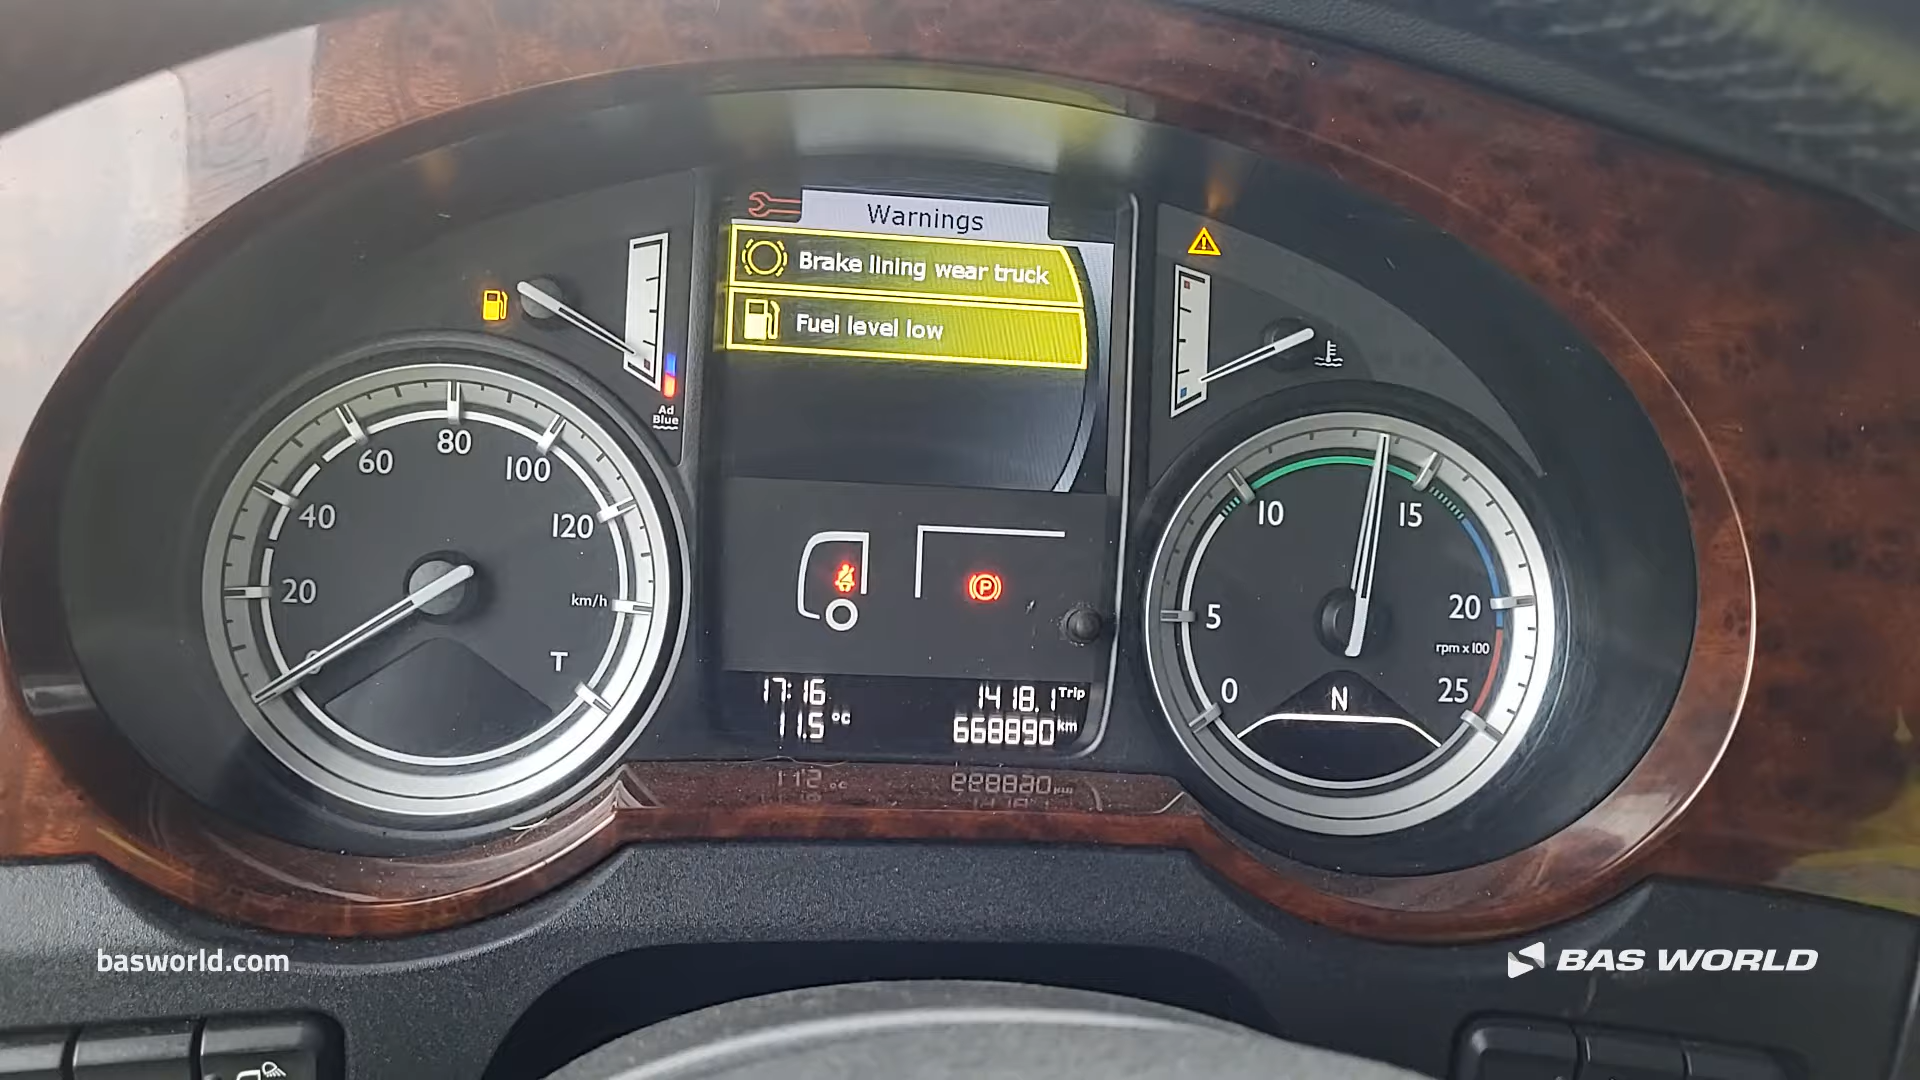 Warnings
Brake lining wear truck
Fuel level low
Ad
Blue
20
40
60
80
100
120
km/h
T
0
0
5
10
15
20
25
rpm x 100
N
P
17:16
1418.1 Trip
11.5 °C
668890 km
basworld.com
BAS WORLD